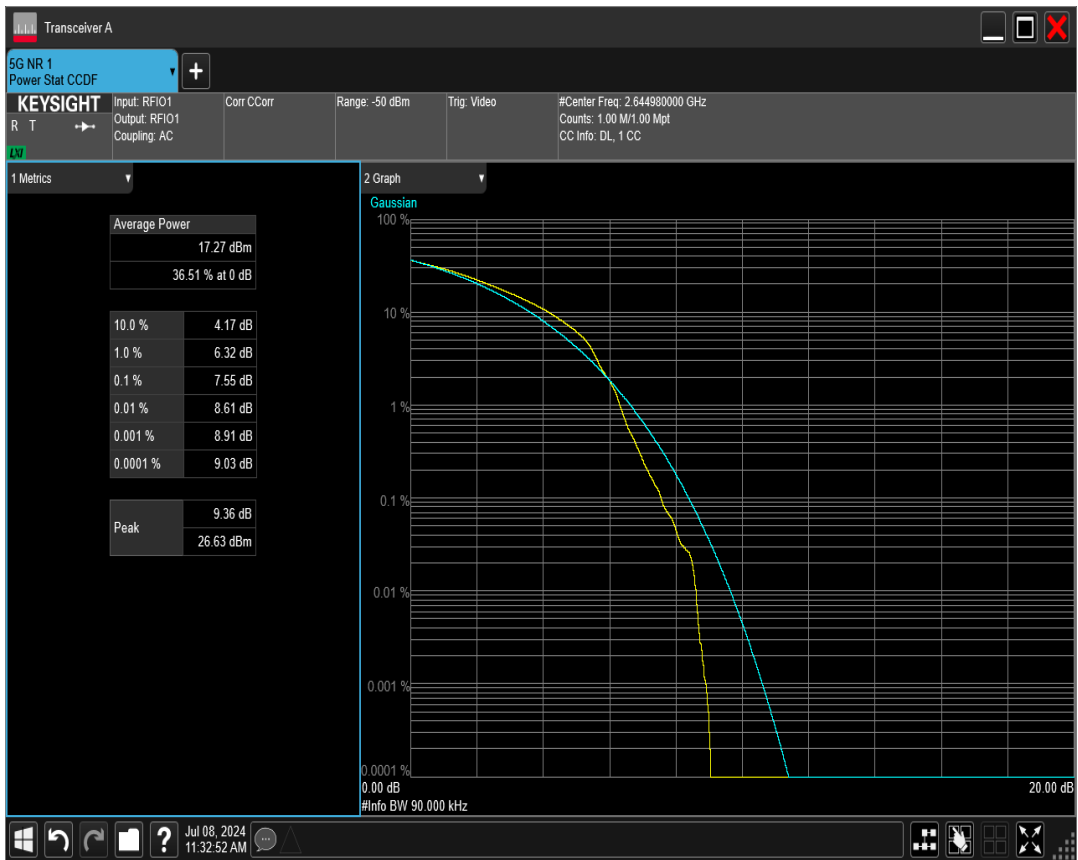 Transceiver A
5G NR 1
Power Stat CCDF
+
KEYSIGHT
R T
LXI
Input: RFIO1
Output: RFIO1
Coupling: AC
Corr CCorr
Range: -50 dBm
Trig: Video
#Center Freq: 2.644980000 GHz
Counts: 1.00 M/1.00 Mpt
CC Info: DL, 1 CC
1 Metrics
Average Power
17.27 dBm
36.51 % at 0 dB
10.0 % 4.17 dB
1.0 % 6.32 dB
0.1 % 7.55 dB
0.01 % 8.61 dB
0.001 % 8.91 dB
0.0001 % 9.03 dB
Peak
9.36 dB
26.63 dBm
2 Graph
Gaussian
100 %
10 %
1 %
0.1 %
0.01 %
0.001 %
0.0001 %
0.00 dB 20.00 dB
#Info BW 90.000 kHz
?
Jul 08, 2024
11:32:52 AM